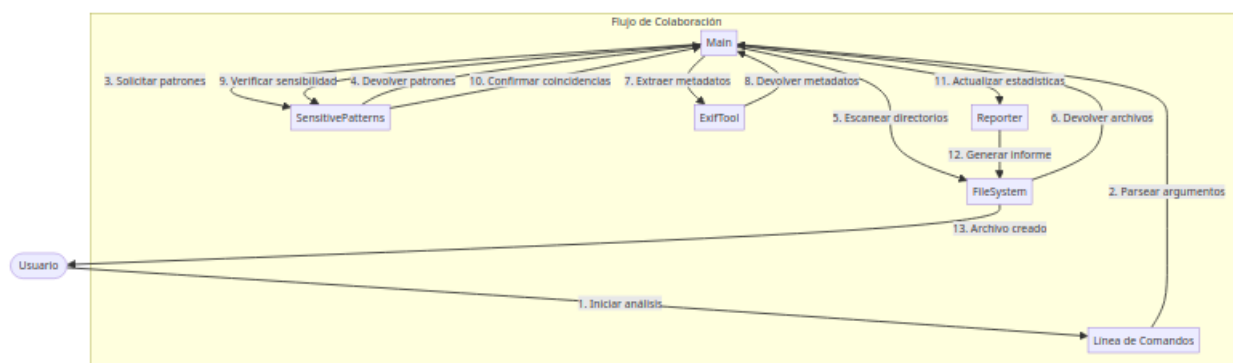 Flujo de Colaboración
Main
3. Solicitar patrones
9. Verificar sensibilidad
4. Devolver patrones
10. Confirmar coincidencias
7. Extraer metadatos
8. Devolver metadatos
11. Actualizar estadísticas
SensitivePatterns
ExifTool
5. Escanear directorios
Reporter
6. Devolver archivos
12. Generar informe
FileSystem
2. Parsear argumentos
13. Archivo creado
Usuario
1. Iniciar análisis
Línea de Comandos